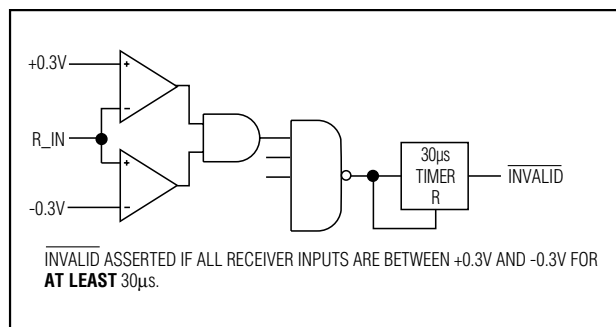 +0.3V
R_IN
-0.3V
+
-
+
-
30µs
TIMER
R
INVALID
INVALID ASSERTED IF ALL RECEIVER INPUTS ARE BETWEEN +0.3V AND -0.3V FOR
AT LEAST 30µs.